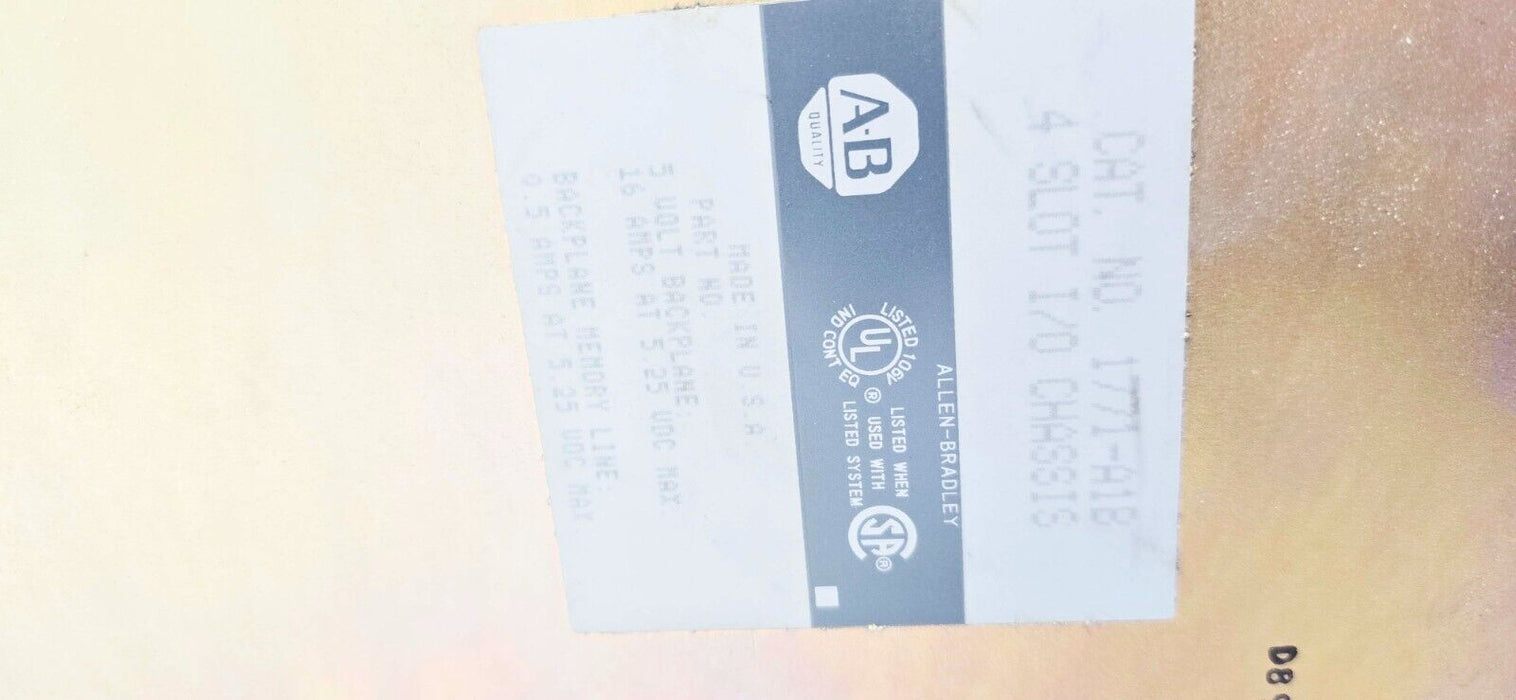 CAT. NO. 1771-A1B
4 SLOT I/O CHASSIS
ALLEN-BRADLEY
A-B
QUALITY
LISTED 190L
UL
IND CONT EQ
®
LISTED WHEN
USED WITH
LISTED SYSTEM
SA®
MADE IN U.S.A.
PART NO.
5 VOLT BACKPLANE:
16 AMPS AT 5.25 VDC MAX
BACKPLANE MEMORY LINE:
0.5 AMPS AT 5.25 VDC MAX
D8